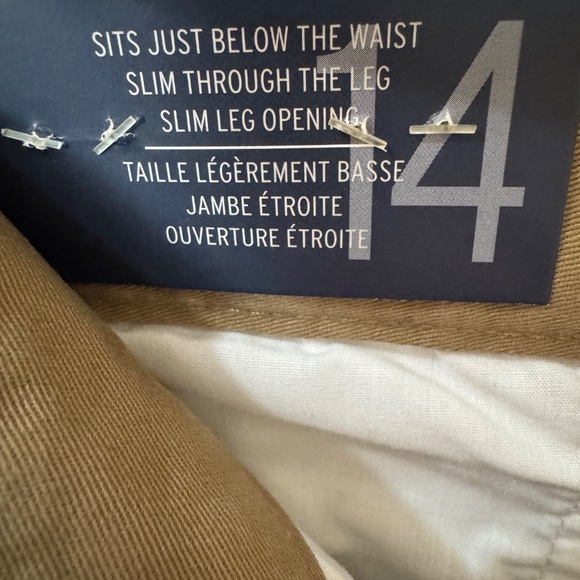 SITS JUST BELOW THE WAIST
SLIM THROUGH THE LEG
SLIM LEG OPENING
14
TAILLE LÉGÈREMENT BASSE
JAMBE ÉTROITE
OUVERTURE ÉTROITE